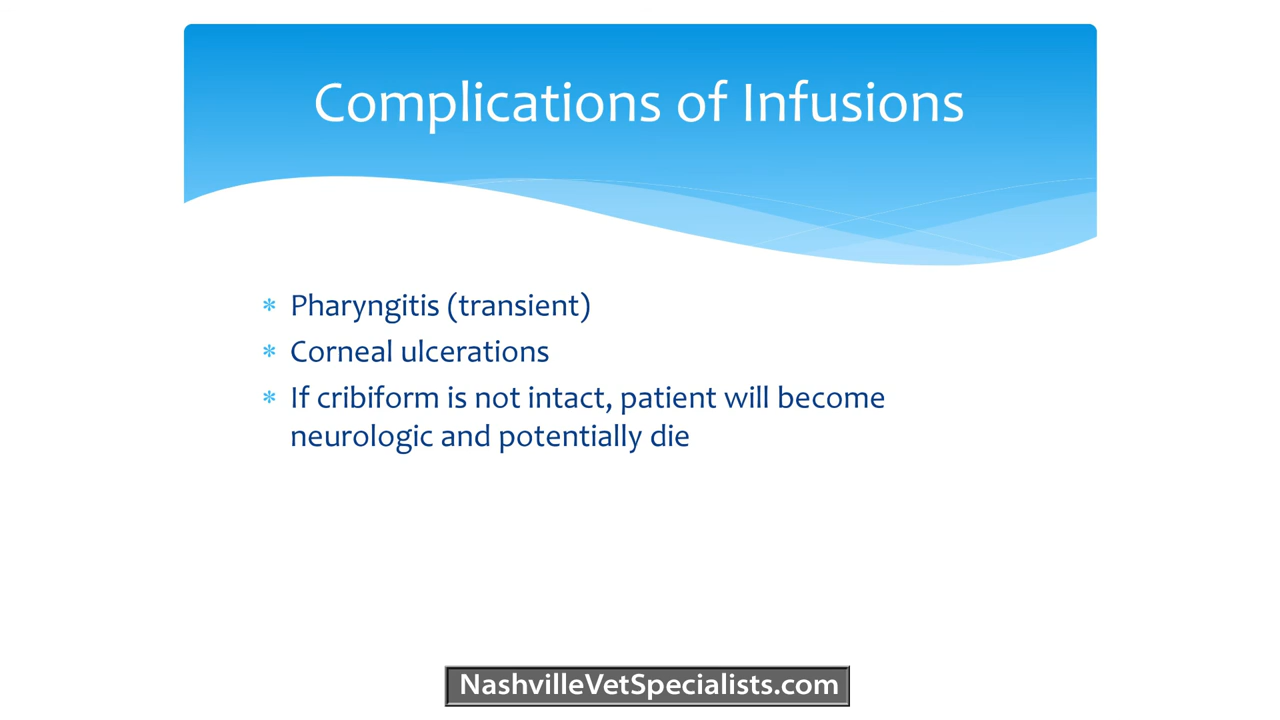 Complications of Infusions
* Pharyngitis (transient)
* Corneal ulcerations
* If cribiform is not intact, patient will become
neurologic and potentially die
NashvilleVetSpecialists.com